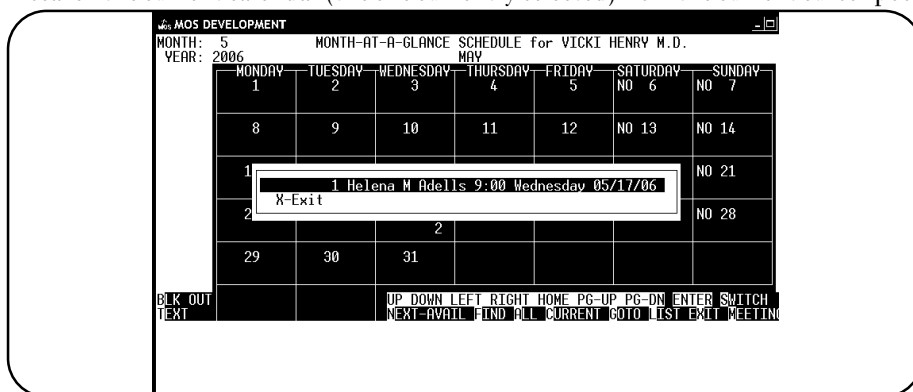 MOS DEVELOPMENT
MONTH: 5 MONTH-AT-A-GLANCE SCHEDULE for VICKI HENRY M.D.
YEAR: 2006 MAY
MONDAY TUESDAY WEDNESDAY THURSDAY FRIDAY SATURDAY SUNDAY
1 2 3 4 5 NO 6 NO 7
8 9 10 11 12 NO 13 NO 14
1 NO 21
1 Helena M Adells 9:00 Wednesday 05/17/06
X-Exit
2 NO 28
2
29 30 31
BLK OUT UP DOWN LEFT RIGHT HOME PG-UP PG-DN ENTER SWITCH
TEXT NEXT-AVAIL FIND ALL CURRENT GOTO LIST EXIT MEETIN